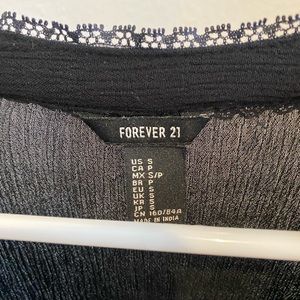 FOREVER 21
US S
CA P
MX S/P
BR P
EU S
UK S
KR S
JP S
CN 160/84A
MADE IN INDIA